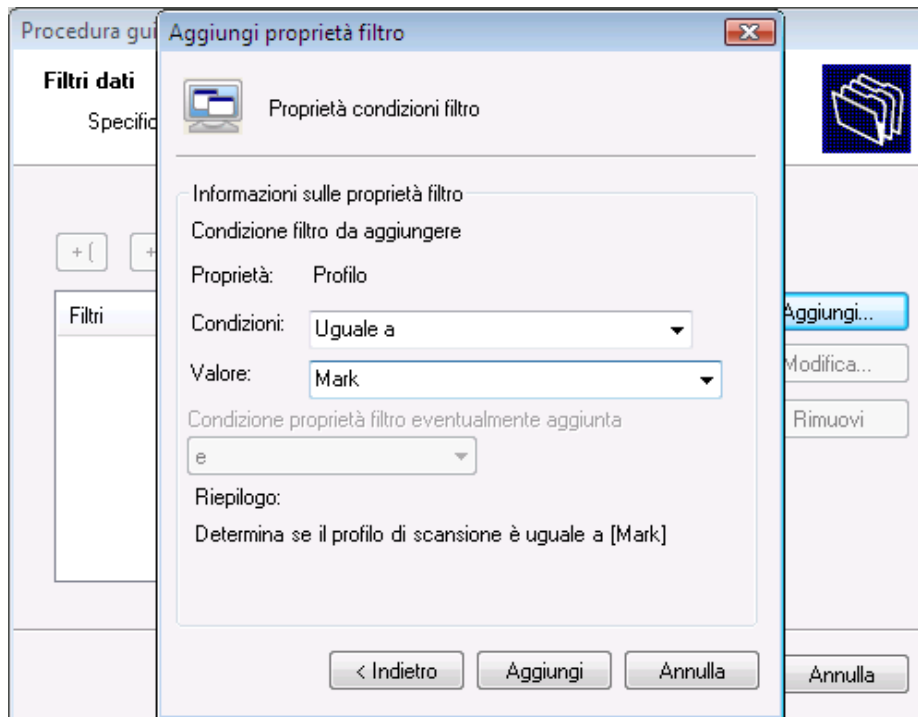 Procedura gui
Aggiungi proprietà filtro
Filtri dati
Specific
Proprietà condizioni filtro
Informazioni sulle proprietà filtro
Condizione filtro da aggiungere
+ (
+
Proprietà: Profilo
Filtri
Condizioni: Uguale a
Aggiungi...
Valore: Mark
Modifica...
Condizione proprietà filtro eventualmente aggiunta
Rimuovi
e
Riepilogo:
Determina se il profilo di scansione è uguale a [Mark]
< Indietro Aggiungi Annulla
Annulla